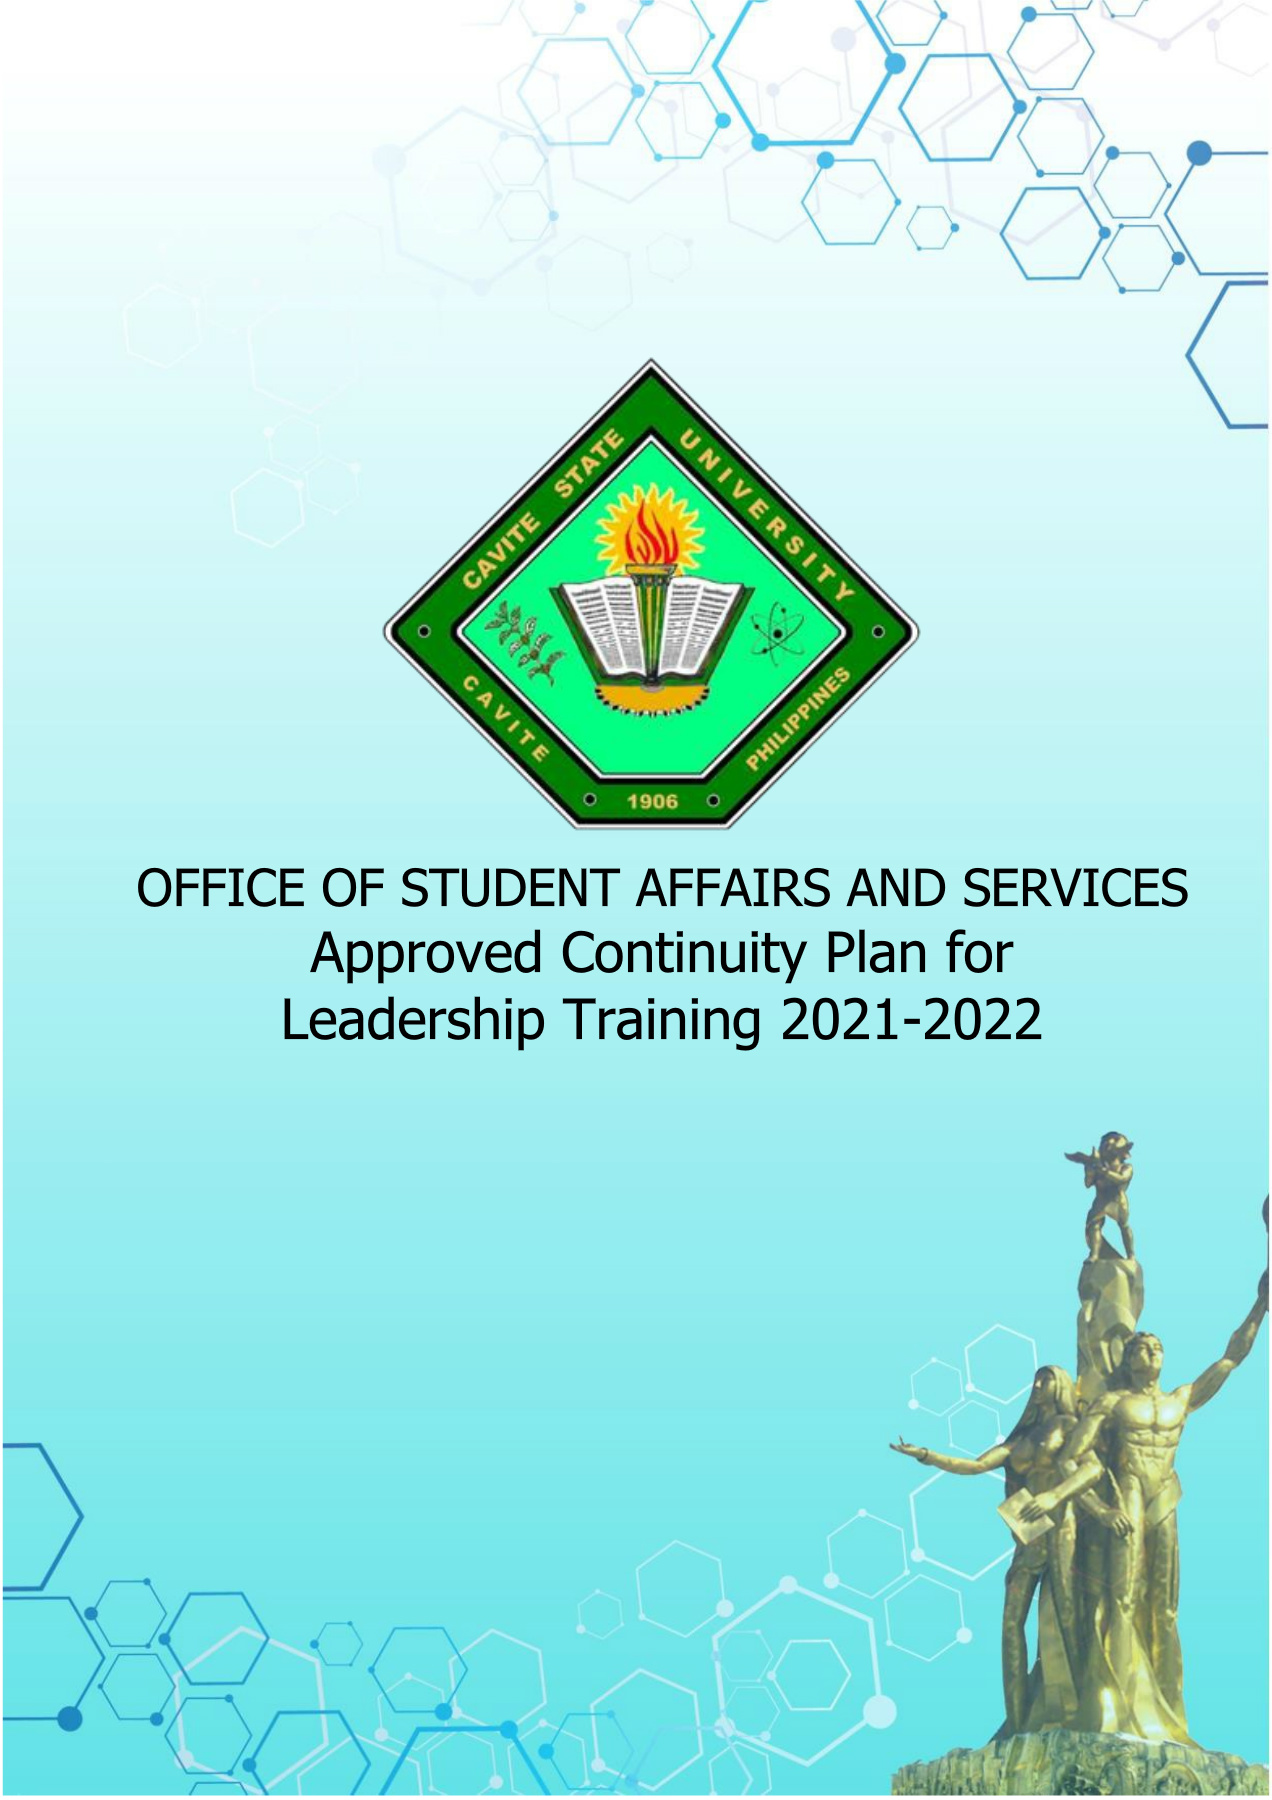 CAVITE STATE UNIVERSITY
CAVITE
PHILIPPINES
1906
OFFICE OF STUDENT AFFAIRS AND SERVICES
Approved Continuity Plan for
Leadership Training 2021-2022